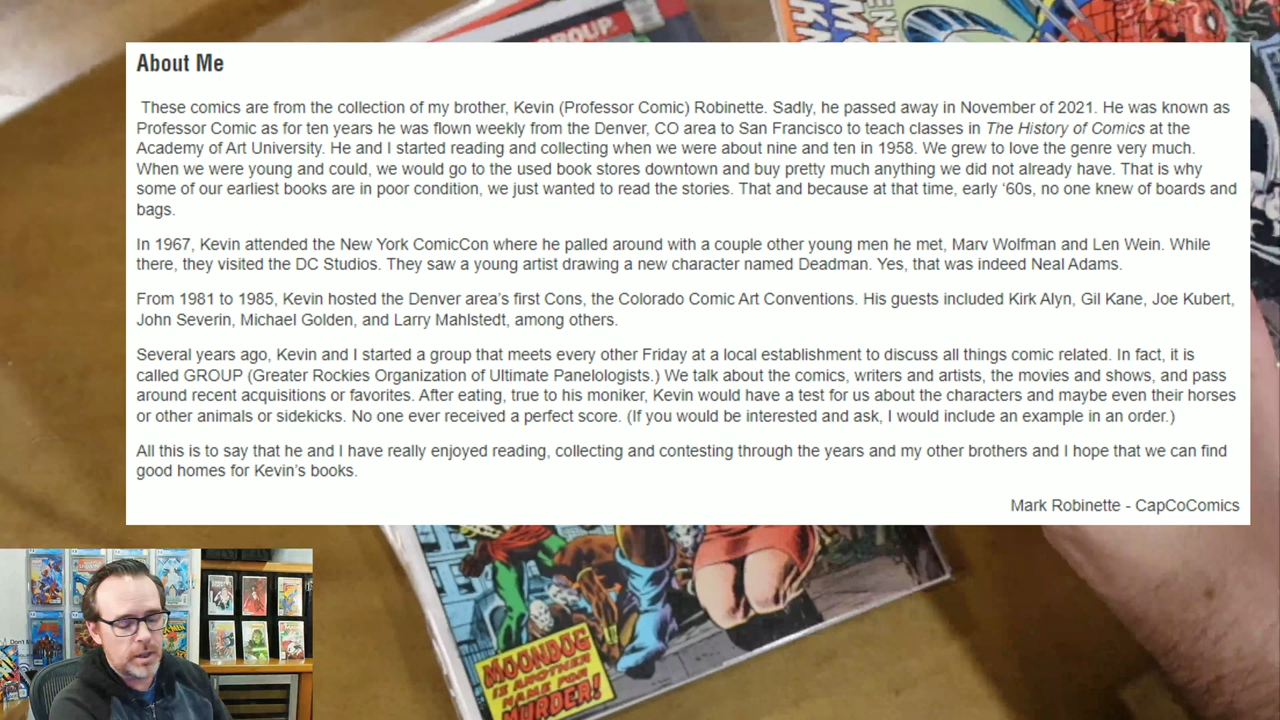 GROUP.
About Me
These comics are from the collection of my brother, Kevin (Professor Comic) Robinette. Sadly, he passed away in November of 2021. He was known as
Professor Comic as for ten years he was flown weekly from the Denver, CO area to San Francisco to teach classes in The History of Comics at the
Academy of Art University. He and I started reading and collecting when we were about nine and ten in 1958. We grew to love the genre very much.
When we were young and could, we would go to the used book stores downtown and buy pretty much anything we did not already have. That is why
some of our earliest books are in poor condition, we just wanted to read the stories. That and because at that time, early ‘60s, no one knew of boards and
bags.
In 1967, Kevin attended the New York ComicCon where he palled around with a couple other young men he met, Marv Wolfman and Len Wein. While
there, they visited the DC Studios. They saw a young artist drawing a new character named Deadman. Yes, that was indeed Neal Adams.
From 1981 to 1985, Kevin hosted the Denver area’s first Cons, the Colorado Comic Art Conventions. His guests included Kirk Alyn, Gil Kane, Joe Kubert,
John Severin, Michael Golden, and Larry Mahlstedt, among others.
Several years ago, Kevin and I started a group that meets every other Friday at a local establishment to discuss all things comic related. In fact, it is
called GROUP (Greater Rockies Organization of Ultimate Panelologists.) We talk about the comics, writers and artists, the movies and shows, and pass
around recent acquisitions or favorites. After eating, true to his moniker, Kevin would have a test for us about the characters and maybe even their horses
or other animals or sidekicks. No one ever received a perfect score. (If you would be interested and ask, I would include an example in an order.)
All this is to say that he and I have really enjoyed reading, collecting and contesting through the years and my other brothers and I hope that we can find
good homes for Kevin’s books.
Mark Robinette - CapCoComics
MOONDOG
IS ANOTHER
NAME FOR
MURDER!